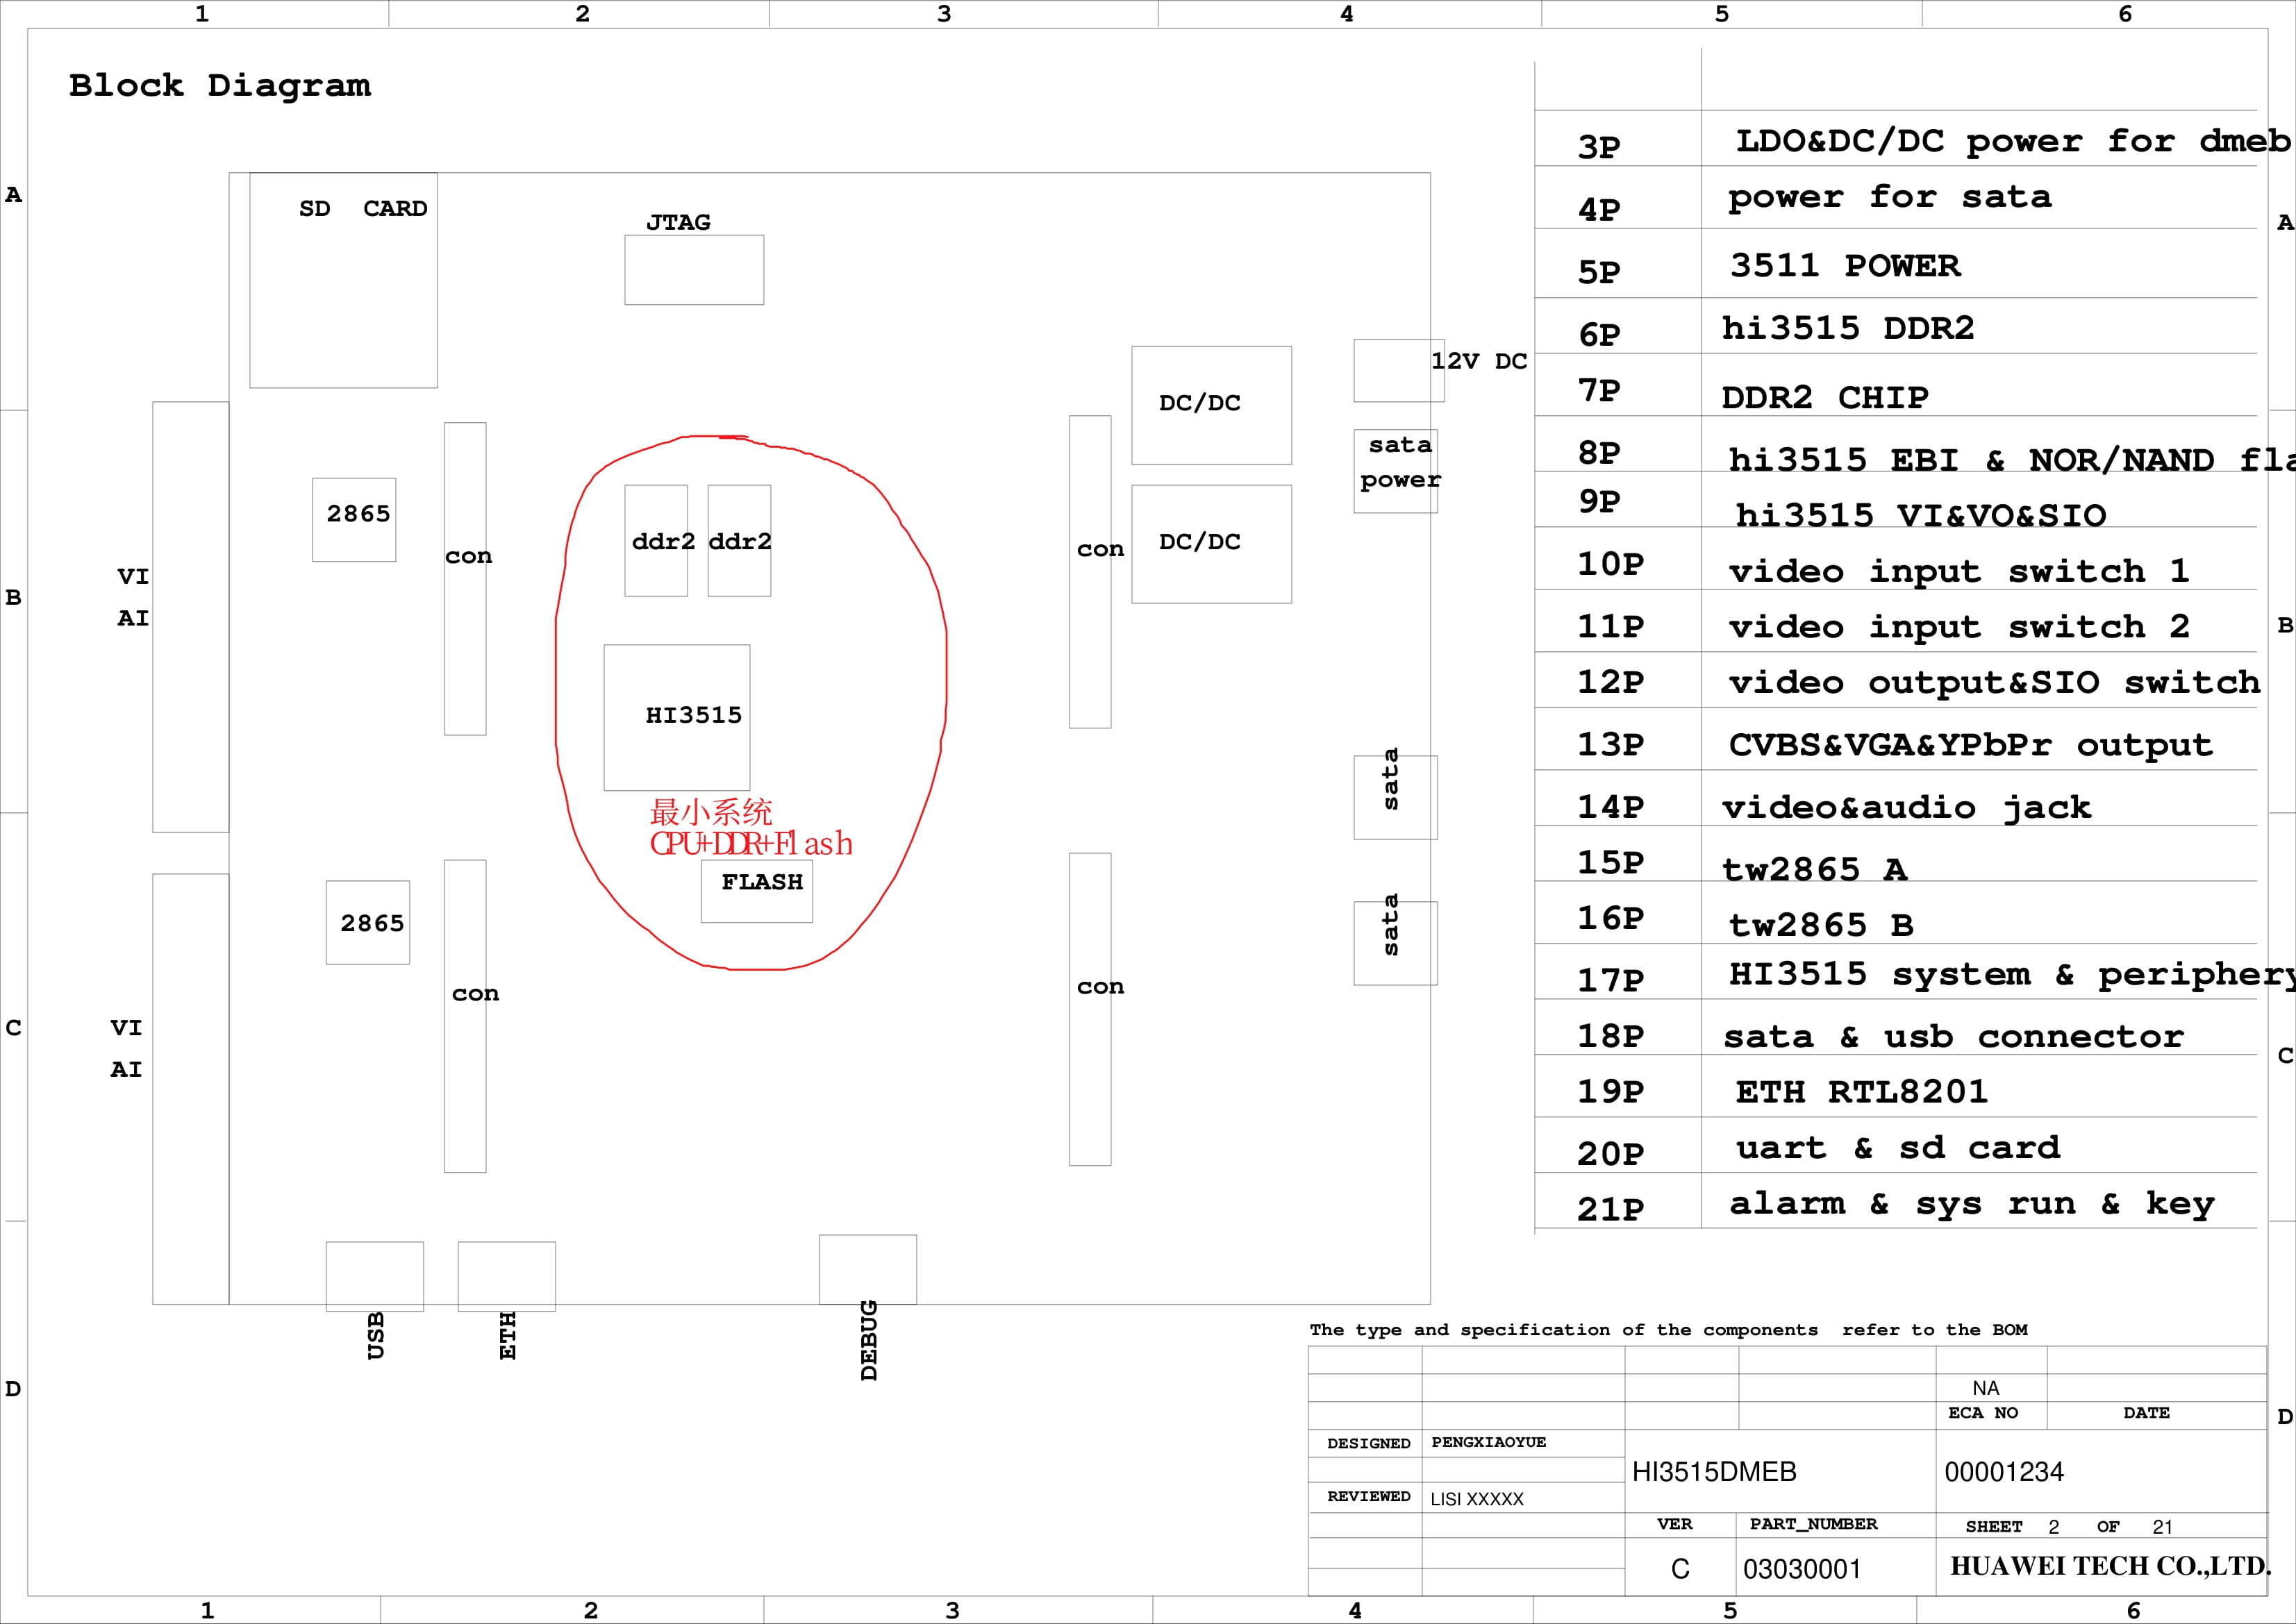 1 2 3 4 5 6
Block Diagram
A
A
B
B
C
C
D
D
SD CARD
JTAG
12V DC
DC/DC
sata
power
2865
con
ddr2 ddr2
con
DC/DC
VI
AI
HI3515
最小系统
CPU+DDR+Flash
FLASH
sata
sata
2865
con
con
VI
AI
USB
ETH
DEBUG
3P LDO&DC/DC power for dmeb
4P power for sata
5P 3511 POWER
6P hi3515 DDR2
7P DDR2 CHIP
8P hi3515 EBI & NOR/NAND fla
9P hi3515 VI&VO&SIO
10P video input switch 1
11P video input switch 2
12P video output&SIO switch
13P CVBS&VGA&YPbPr output
14P video&audio jack
15P tw2865 A
16P tw2865 B
17P HI3515 system & periphery
18P sata & usb connector
19P ETH RTL8201
20P uart & sd card
21P alarm & sys run & key
The type and specification of the components refer to the BOM
NA
ECA NO DATE
DESIGNED PENGXIAOYUE
HI3515DMEB 00001234
REVIEWED LISI XXXXX
VER PART_NUMBER SHEET 2 OF 21
C 03030001 HUAWEI TECH CO.,LTD.
1 2 3 4 5 6